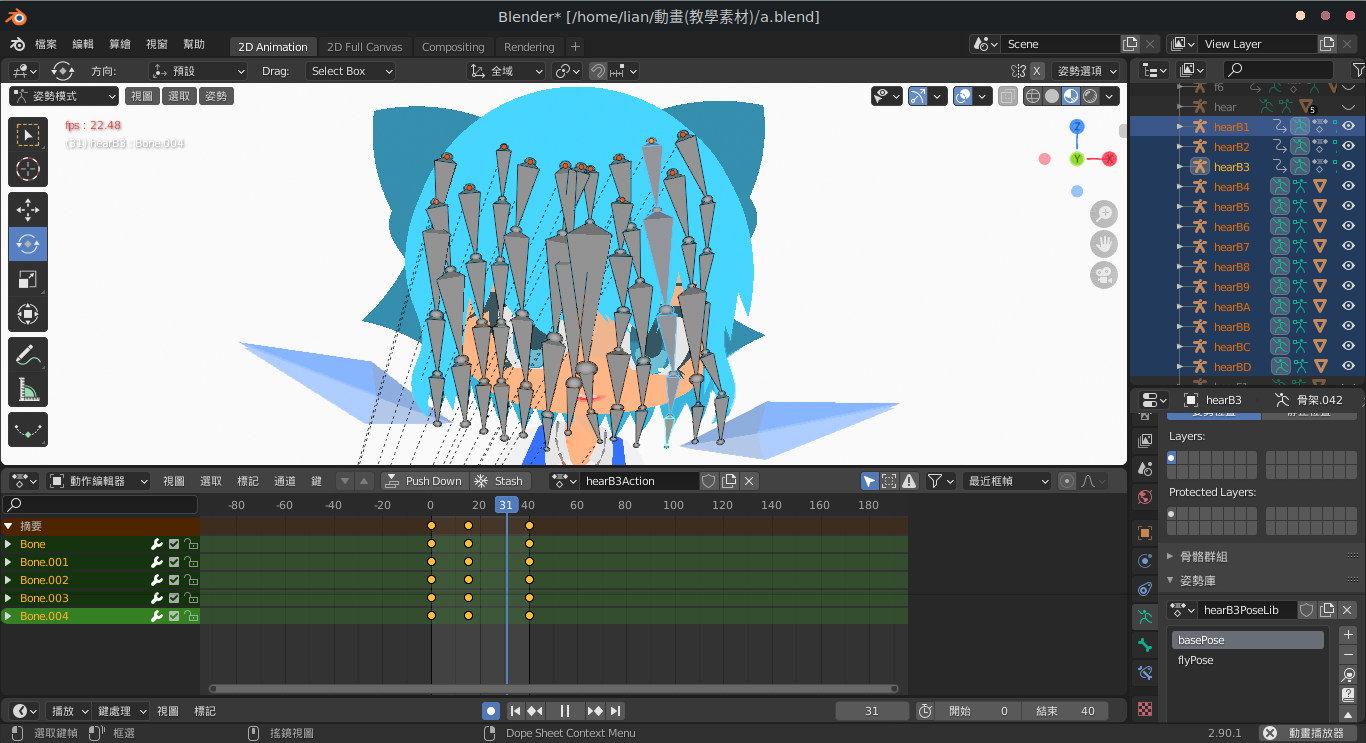 Blender* [/home/lian/動畫(教學素材)/a.blend]
檔案 編輯 算繪 視窗 幫助 2D Animation 2D Full Canvas Compositing Rendering + Scene View Layer
方向: 預設 Drag: Select Box 全域 X 姿勢選項
姿勢模式 視圖 選取 姿勢
fps : 22.48
(31) hearB3 : Bone.004
Z
Y
X
f6
hear 5
hearB1
hearB2
hearB3
hearB4
hearB5
hearB6
hearB7
hearB8
hearB9
hearBA
hearBB
hearBC
hearBD
hearB3 骨架.042
Layers:
Protected Layers:
骨骼群組
姿勢庫
hearB3PoseLib
basePose
flyPose
動作編輯器 視圖 選取 標記 通道 鍵 Push Down Stash hearB3Action 最近框幀
-80 -60 -40 -20 0 20 31 40 60 80 100 120 140 160 180
摘要
Bone
Bone.001
Bone.002
Bone.003
Bone.004
播放 鍵處理 視圖 標記 31 開始 0 結束 40
選取鍵幀 框選 搖鏡視圖 Dope Sheet Context Menu 2.90.1 動畫播放器